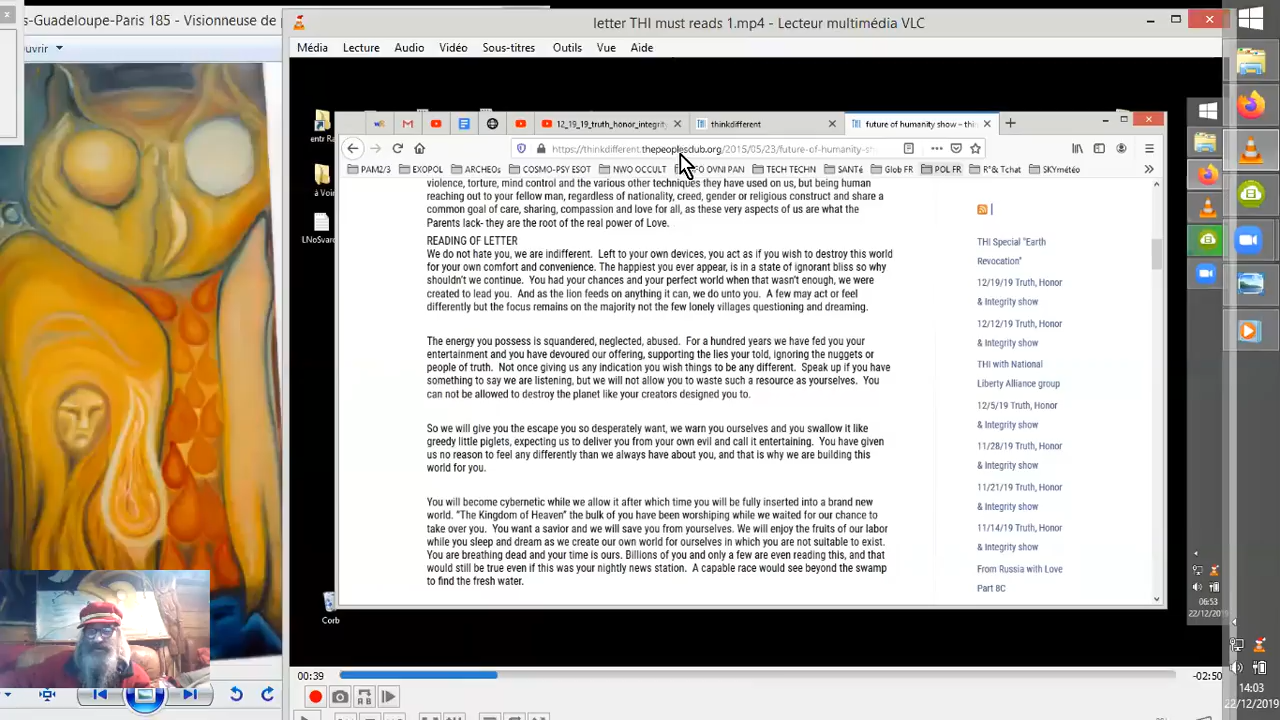 s-Guadeloupe-Paris 185 - Visionneuse de
letter THI must reads 1.mp4 - Lecteur multimédia VLC
uvrir
Média Lecture Audio Vidéo Sous-titres Outils Vue Aide
12_19_19_truth_honor_integrity
thinkdifferent
future of humanity show – thin
https://thinkdifferent.thepeoplesclub.org/2015/05/23/future-of-humanity-s
PAM2/3 EXOPOL ARCHEOs COSMO-PSY ESOT NWO OCCULT OVNI PAN TECH TECHN SANTé Glob FR POL FR R°& Tchat SKYmétéo
entr Ra
à Voir
LNoSvard
violence, torture, mind control and the various other techniques they have used on us, but being human
reaching out to your fellow man, regardless of nationality, creed, gender or religious construct and share a
common goal of care, sharing, compassion and love for all, as these very aspects of us are what the
Parents lack- they are the root of the real power of Love.
READING OF LETTER
We do not hate you, we are indifferent. Left to your own devices, you act as if you wish to destroy this world
for your own comfort and convenience. The happiest you ever appear, is in a state of ignorant bliss so why
shouldn't we continue. You had your chances and your perfect world when that wasn't enough, we were
created to lead you. And as the lion feeds on anything it can, we do unto you. A few may act or feel
differently but the focus remains on the majority not the few lonely villages questioning and dreaming.
The energy you possess is squandered, neglected, abused. For a hundred years we have fed you your
entertainment and you have devoured our offering, supporting the lies your told, ignoring the nuggets or
people of truth. Not once giving us any indication you wish things to be any different. Speak up if you have
something to say we are listening, but we will not allow you to waste such a resource as yourselves. You
can not be allowed to destroy the planet like your creators designed you to.
So we will give you the escape you so desperately want, we warn you ourselves and you swallow it like
greedy little piglets, expecting us to deliver you from your own evil and call it entertaining. You have given
us no reason to feel any differently than we always have about you, and that is why we are building this
world for you.
You will become cybernetic while we allow it after which time you will be fully inserted into a brand new
world. "The Kingdom of Heaven" the bulk of you have been worshiping while we waited for our chance to
take over you. You want a savior and we will save you from yourselves. We will enjoy the fruits of our labor
while you sleep and dream as we create our own world for ourselves in which you are not suitable to exist.
You are breathing dead and your time is ours. Billions of you and only a few are even reading this, and that
would still be true even if this was your nightly news station. A capable race would see beyond the swamp
to find the fresh water.
THI Special "Earth
Revocation"
12/19/19 Truth, Honor
& Integrity show
12/12/19 Truth, Honor
& Integrity show
THI with National
Liberty Alliance group
12/5/19 Truth, Honor
& Integrity show
11/28/19 Truth, Honor
& Integrity show
11/21/19 Truth, Honor
& Integrity show
11/14/19 Truth, Honor
& Integrity show
From Russia with Love
Part 8C
Corb
06:53
22/12/2019
00:39
-02:50
14:03
22/12/2019